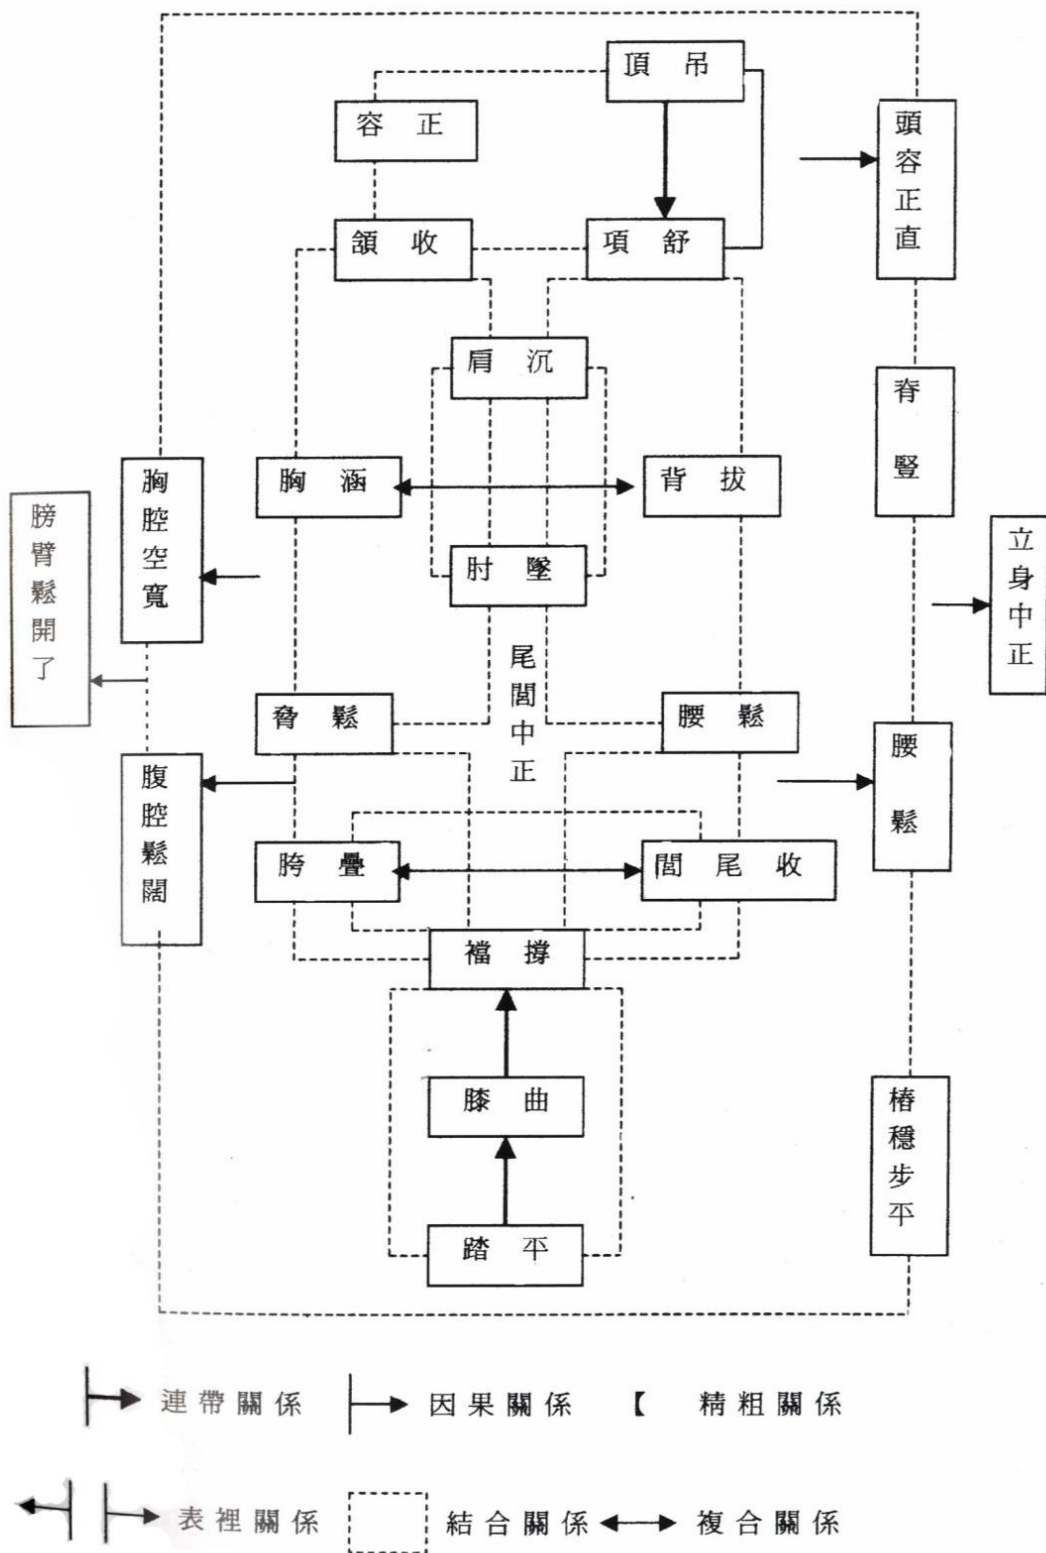 頂吊
容正
頭容正直
頷收
項舒
肩沉
脊豎
胸涵
背拔
胸腔空寬
膀臂鬆開了
立身中正
肘墜
尾閭中正
脅鬆
腰鬆
腰鬆
腹腔鬆闊
胯疊
閭尾收
襠撐
膝曲
樁穩步平
踏平
連帶關係
因果關係
【 精粗關係
表裡關係
結合關係
複合關係